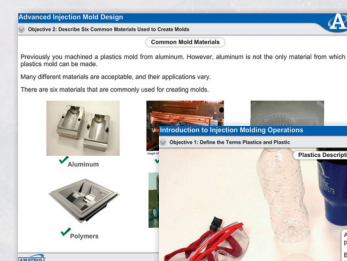 Advanced Injection Mold Design
Objective 2: Describe Six Common Materials Used to Create Molds
Common Mold Materials
Previously you machined a plastics mold from aluminum. However, aluminum is not the only material from which
plastics mold can be made.
Many different materials are acceptable, and their applications vary.
There are six materials that are commonly used for creating molds.
Aluminum
Polymers
Introduction to Injection Molding Operations
Objective 1: Define the Terms Plastics and Plastic
Plastics Descripti